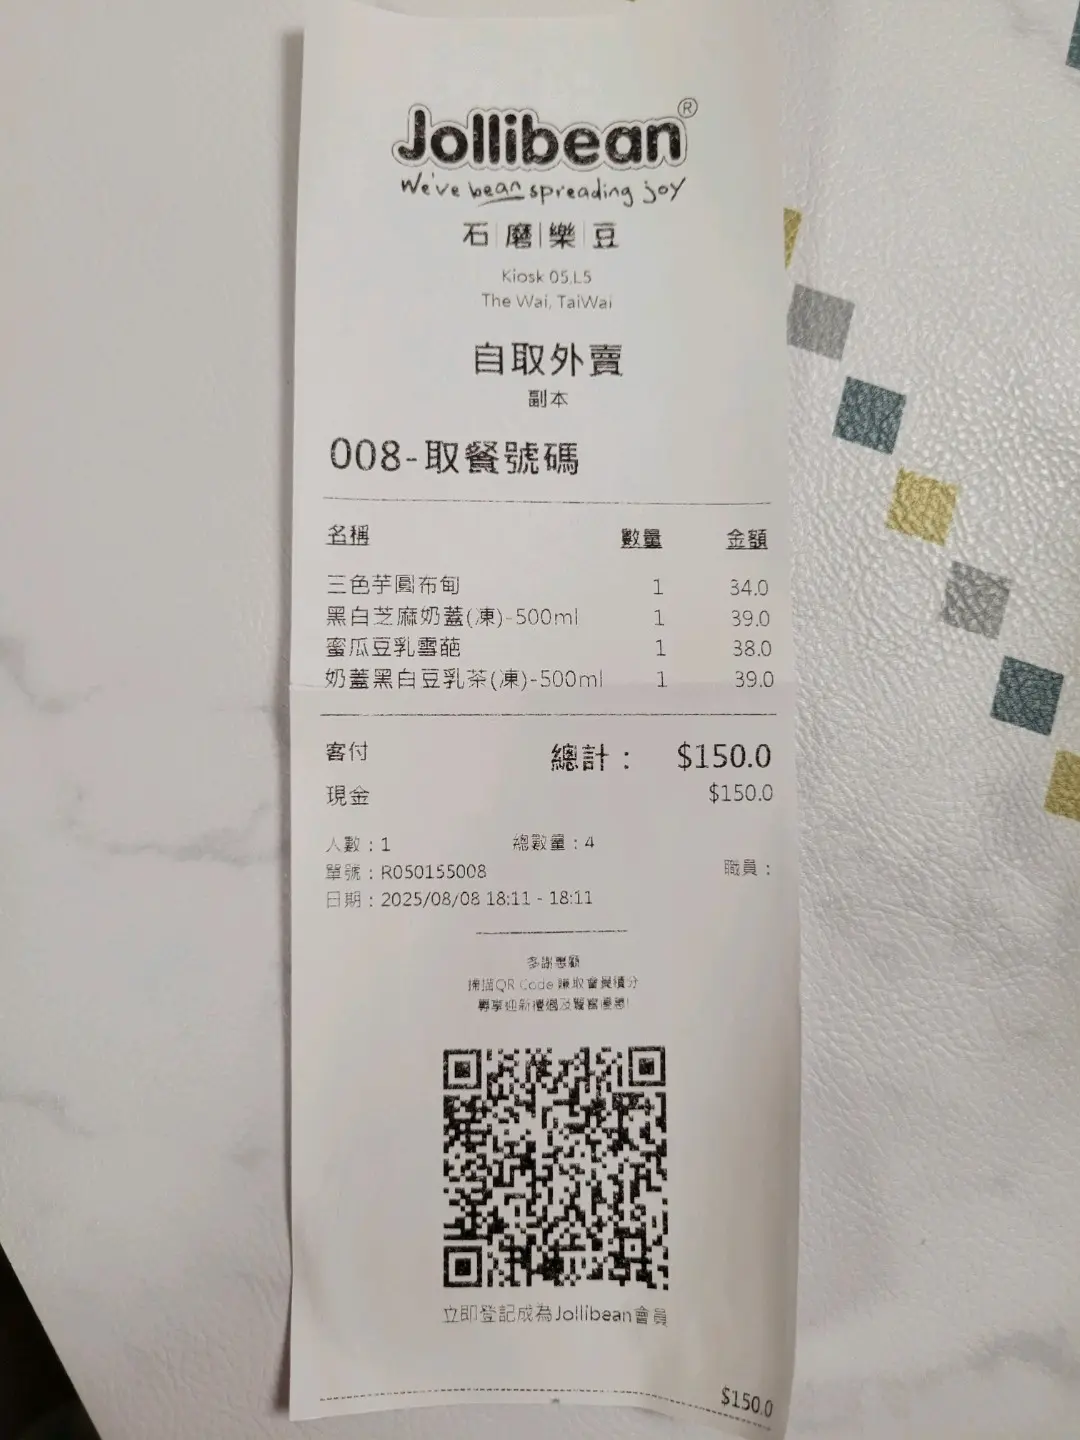 Jollibean®
We've bean spreading joy
石磨樂豆
Kiosk 05.L5
The Wai, TaiWai
自取外賣
副本
008-取餐號碼
名稱 數量 金額
三色芋圓布甸 1 34.0
黑白芝麻奶蓋(凍)-500ml 1 39.0
蜜瓜豆乳雪葩 1 38.0
奶蓋黑白豆乳茶(凍)-500ml 1 39.0
客付 總計： $150.0
現金 $150.0
人數：1 總數量：4
單號：R050155008 職員：
日期：2025/08/08 18:11 - 18:11
多謝惠顧
掃描QR Code 賺取會員積分
尊享迎新禮遇及豐富優惠!
立即登記成為Jollibean會員
$150.0